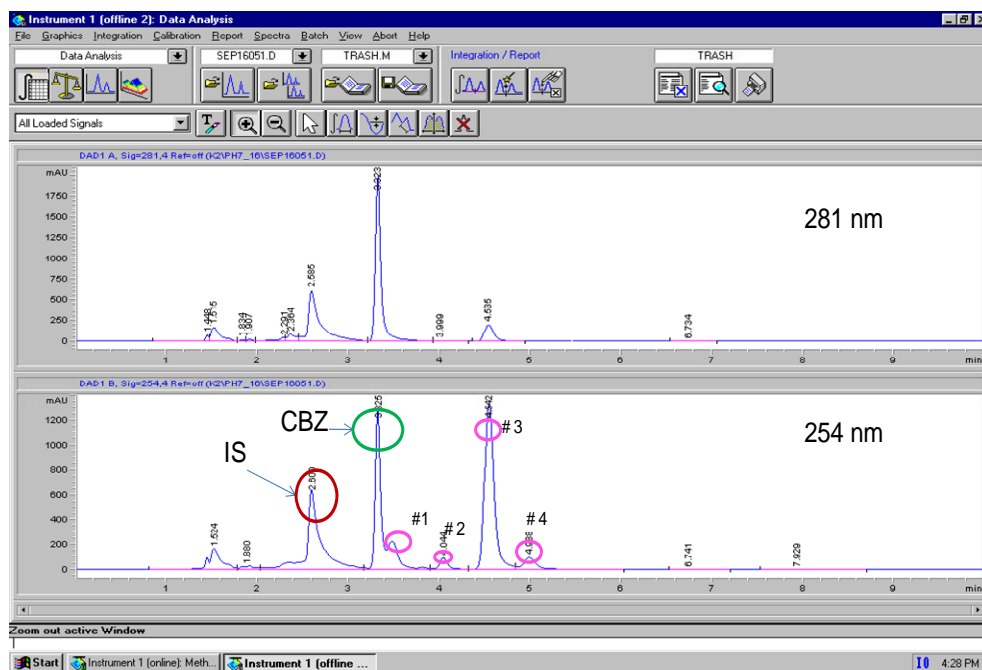 Instrument 1 (offline 2): Data Analysis
File Graphics Integration Calibration Report Spectra Batch View Abort Help
Data Analysis SEP16051.D TRASH.M Integration / Report TRASH
All Loaded Signals
DAD1 A, Sig=281,4 Ref=off (K2\PH7_16\SEP16051.D)
mAU
1750
1500
1250
1000
750
500
250
0
2.585
2.291
2.364
3.999
4.535
6.734
281 nm
1 2 3 4 5 6 7 8 9 min
DAD1 B, Sig=254,4 Ref=off (K2\PH7_16\SEP16051.D)
mAU
1200
1000
800
600
400
200
0
1.524
1.880
6.741
7.929
CBZ
IS
#1
# 2
# 3
# 4
254 nm
1 2 3 4 5 6 7 8 9 min
Zoom out active Window
Start Instrument 1 (online): Meth... Instrument 1 (offline ... 4:28 PM